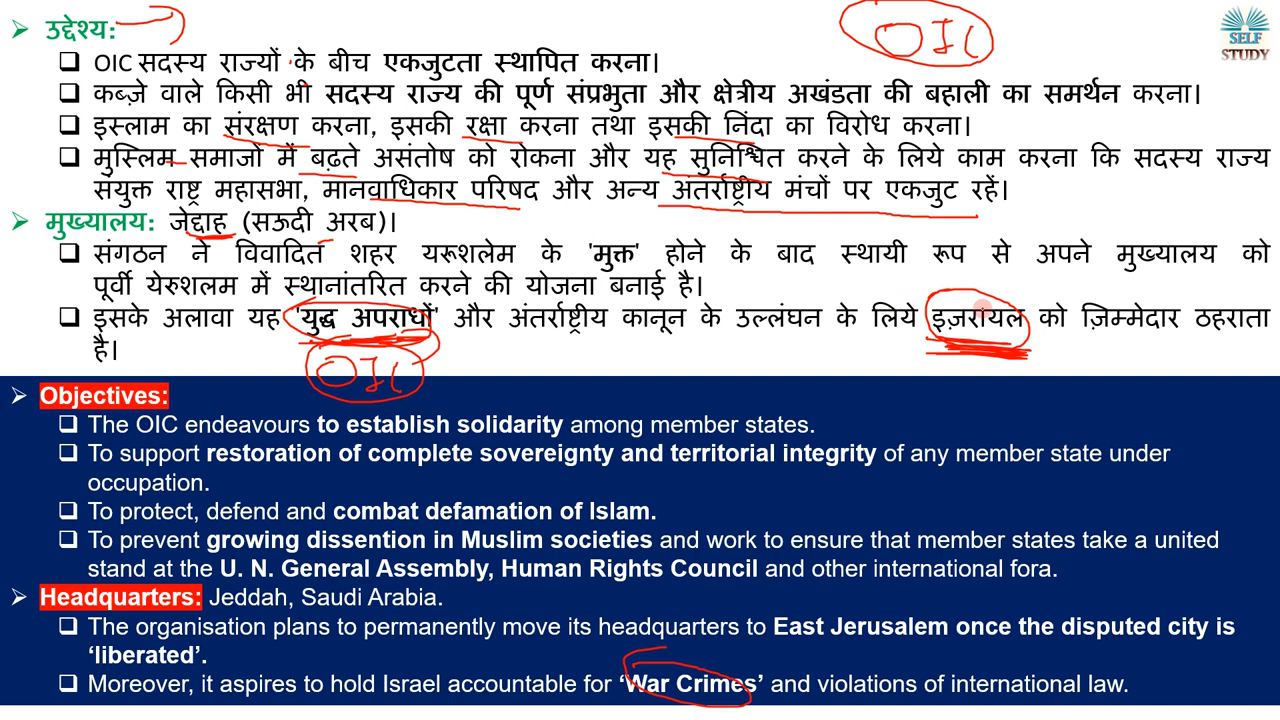 उद्देश्य:
OIC
SELF
STUDY
OIC सदस्य राज्यों के बीच एकजुटता स्थापित करना।
कब्ज़े वाले किसी भी सदस्य राज्य की पूर्ण संप्रभुता और क्षेत्रीय अखंडता की बहाली का समर्थन करना।
इस्लाम का संरक्षण करना, इसकी रक्षा करना तथा इसकी निंदा का विरोध करना।
मुस्लिम समाजों में बढ़ते असंतोष को रोकना और यह सुनिश्चित करने के लिये काम करना कि सदस्य राज्य
संयुक्त राष्ट्र महासभा, मानवाधिकार परिषद और अन्य अंतर्राष्ट्रीय मंचों पर एकजुट रहें।
मुख्यालय: जेद्दाह (सऊदी अरब)।
संगठन ने विवादित शहर यरूशलेम के 'मुक्त' होने के बाद स्थायी रूप से अपने मुख्यालय को
पूर्वी येरुशलम में स्थानांतरित करने की योजना बनाई है।
इसके अलावा यह 'युद्ध अपराधों' और अंतर्राष्ट्रीय कानून के उल्लंघन के लिये इज़रायल को ज़िम्मेदार ठहराता
है।
OIC
Objectives:
The OIC endeavours to establish solidarity among member states.
To support restoration of complete sovereignty and territorial integrity of any member state under
occupation.
To protect, defend and combat defamation of Islam.
To prevent growing dissention in Muslim societies and work to ensure that member states take a united
stand at the U. N. General Assembly, Human Rights Council and other international fora.
Headquarters: Jeddah, Saudi Arabia.
The organisation plans to permanently move its headquarters to East Jerusalem once the disputed city is
‘liberated’.
Moreover, it aspires to hold Israel accountable for ‘War Crimes’ and violations of international law.